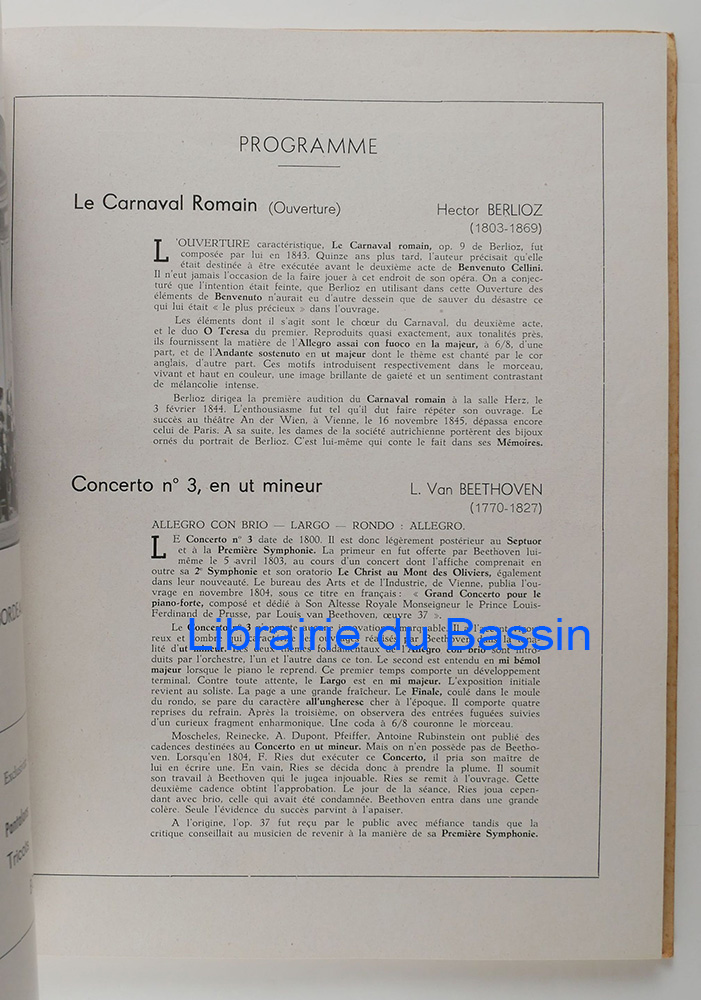 PROGRAMME
Le Carnaval Romain (Ouverture)
Hector BERLIOZ
(1803-1869)
L'OUVERTURE caractéristique, Le Carnaval romain, op. 9 de Berlioz, fut
composée par lui en 1843. Quinze ans plus tard, l'auteur précisait qu'elle
était destinée à être exécutée avant le deuxième acte de Benvenuto Cellini.
Il n'eut jamais l'occasion de la faire jouer à cet endroit de son opéra. On a conjec-
turé que l'intention était feinte, que Berlioz en utilisant dans cette Ouverture des
éléments de Benvenuto n'aurait eu d'autre dessein que de sauver du désastre ce
qui lui était « le plus précieux » dans l'ouvrage.
Les éléments dont il s'agit sont le chœur du Carnaval, du deuxième acte,
et le duo O Teresa du premier. Reproduits quasi exactement, aux tonalités près,
ils fournissent la matière de l'Allegro assai con fuoco en la majeur, à 6/8, d'une
part, et de l'Andante sostenuto en ut majeur dont le thème est chanté par le cor
anglais, d'autre part. Ces motifs introduisent respectivement dans le morceau,
vivant et haut en couleur, une image brillante de gaieté et un sentiment contrastant
de mélancolie intense.
Berlioz dirigea la première audition du Carnaval romain à la salle Herz, le
3 février 1844. L'enthousiasme fut tel qu'il dut faire répéter son ouvrage. Le
succès au théâtre An der Wien, à Vienne, le 16 novembre 1845, dépassa encore
celui de Paris. A sa suite, les dames de la société autrichienne portèrent des bijoux
ornés du portrait de Berlioz. C'est lui-même qui conte le fait dans ses Mémoires.
Concerto n° 3, en ut mineur
L. Van BEETHOVEN
(1770-1827)
ALLEGRO CON BRIO — LARGO — RONDO : ALLEGRO.
LE Concerto n° 3 date de 1800. Il est donc légèrement postérieur au Septuor
et à la Première Symphonie. La primeur en fut offerte par Beethoven lui-
même le 5 avril 1803, au cours d'un concert dont l'affiche comprenait en
outre sa 2e Symphonie et son oratorio Le Christ au Mont des Oliviers, également
dans leur nouveauté. Le bureau des Arts et de l'Industrie, de Vienne, publia l'ou-
vrage en novembre 1804, sous ce titre en français : « Grand Concerto pour le
piano-forte, composé et dédié à Son Altesse Royale Monseigneur le Prince Louis-
Ferdinand de Prusse, par Louis van Beethoven, œuvre 37 ».
Le Concerto n° 3
Librairie du Bassin
lité d'ut mineur. Les deux thèmes fondamentaux de l'Allegro con brio sont intro-
duits par l'orchestre, l'un et l'autre dans ce ton. Le second est entendu en mi bémol
majeur lorsque le piano le reprend. Ce premier temps comporte un développement
terminal. Contre toute attente, le Largo est en mi majeur. L'exposition initiale
revient au soliste. La page a une grande fraîcheur. Le Finale, coulé dans le moule
du rondo, se pare du caractère all'ungherese cher à l'époque. Il comporte quatre
reprises du refrain. Après la troisième, on observera des entrées fuguées suivies
d'un curieux fragment enharmonique. Une coda à 6/8 couronne le morceau.
Moscheles, Reinecke, A. Dupont, Pfeiffer, Antoine Rubinstein ont publié des
cadences destinées au Concerto en ut mineur. Mais on n'en possède pas de Beetho-
ven. Lorsqu'en 1804, F. Ries dut exécuter ce Concerto, il pria son maître de
lui en écrire une. En vain, Ries se décida donc à prendre la plume. Il soumit
son travail à Beethoven qui le jugea injouable. Ries se remit à l'ouvrage. Cette
deuxième cadence obtint l'approbation. Le jour de la séance, Ries joua cepen-
dant avec brio, celle qui avait été condamnée. Beethoven entra dans une grande
colère. Seule l'évidence du succès parvint à l'apaiser.
A l'origine, l'op. 37 fut reçu par le public avec méfiance tandis que la
critique conseillait au musicien de revenir à la manière de sa Première Symphonie.